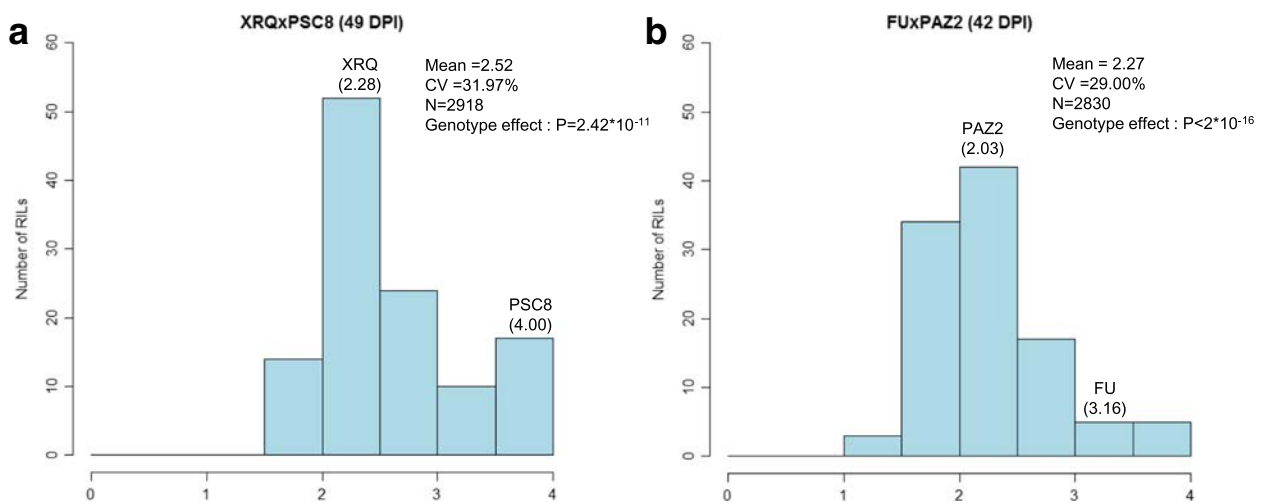 a
XRQxPSC8 (49 DPI)
60
50
40
30
20
10
0
Number of RILs
XRQ
(2.28)
Mean =2.52
CV =31.97%
N=2918
Genotype effect : P=2.42*10-11
PSC8
(4.00)
0 1 2 3 4
b
FUxPAZ2 (42 DPI)
60
50
40
30
20
10
0
Number of RILs
PAZ2
(2.03)
Mean = 2.27
CV =29.00%
N=2830
Genotype effect : P<2*10-16
FU
(3.16)
0 1 2 3 4